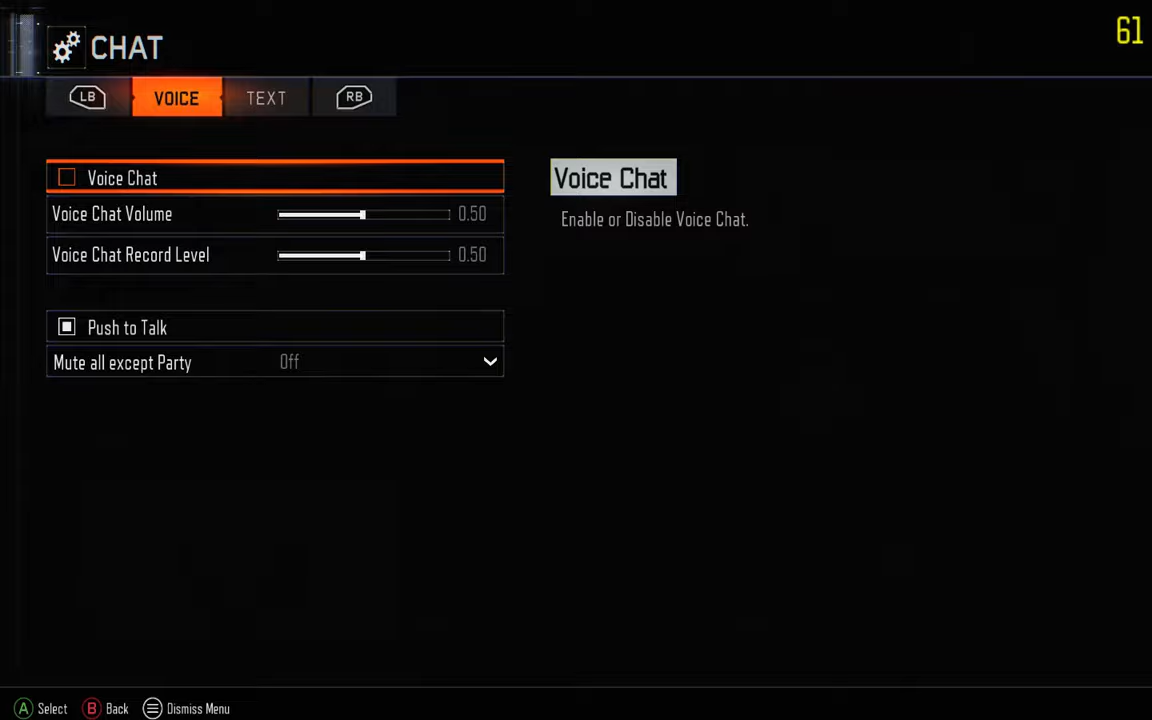 61
CHAT
LB VOICE TEXT RB
Voice Chat
Voice Chat Volume 0.50
Voice Chat Record Level 0.50
Push to Talk
Mute all except Party Off
Voice Chat
Enable or Disable Voice Chat.
A Select B Back Dismiss Menu